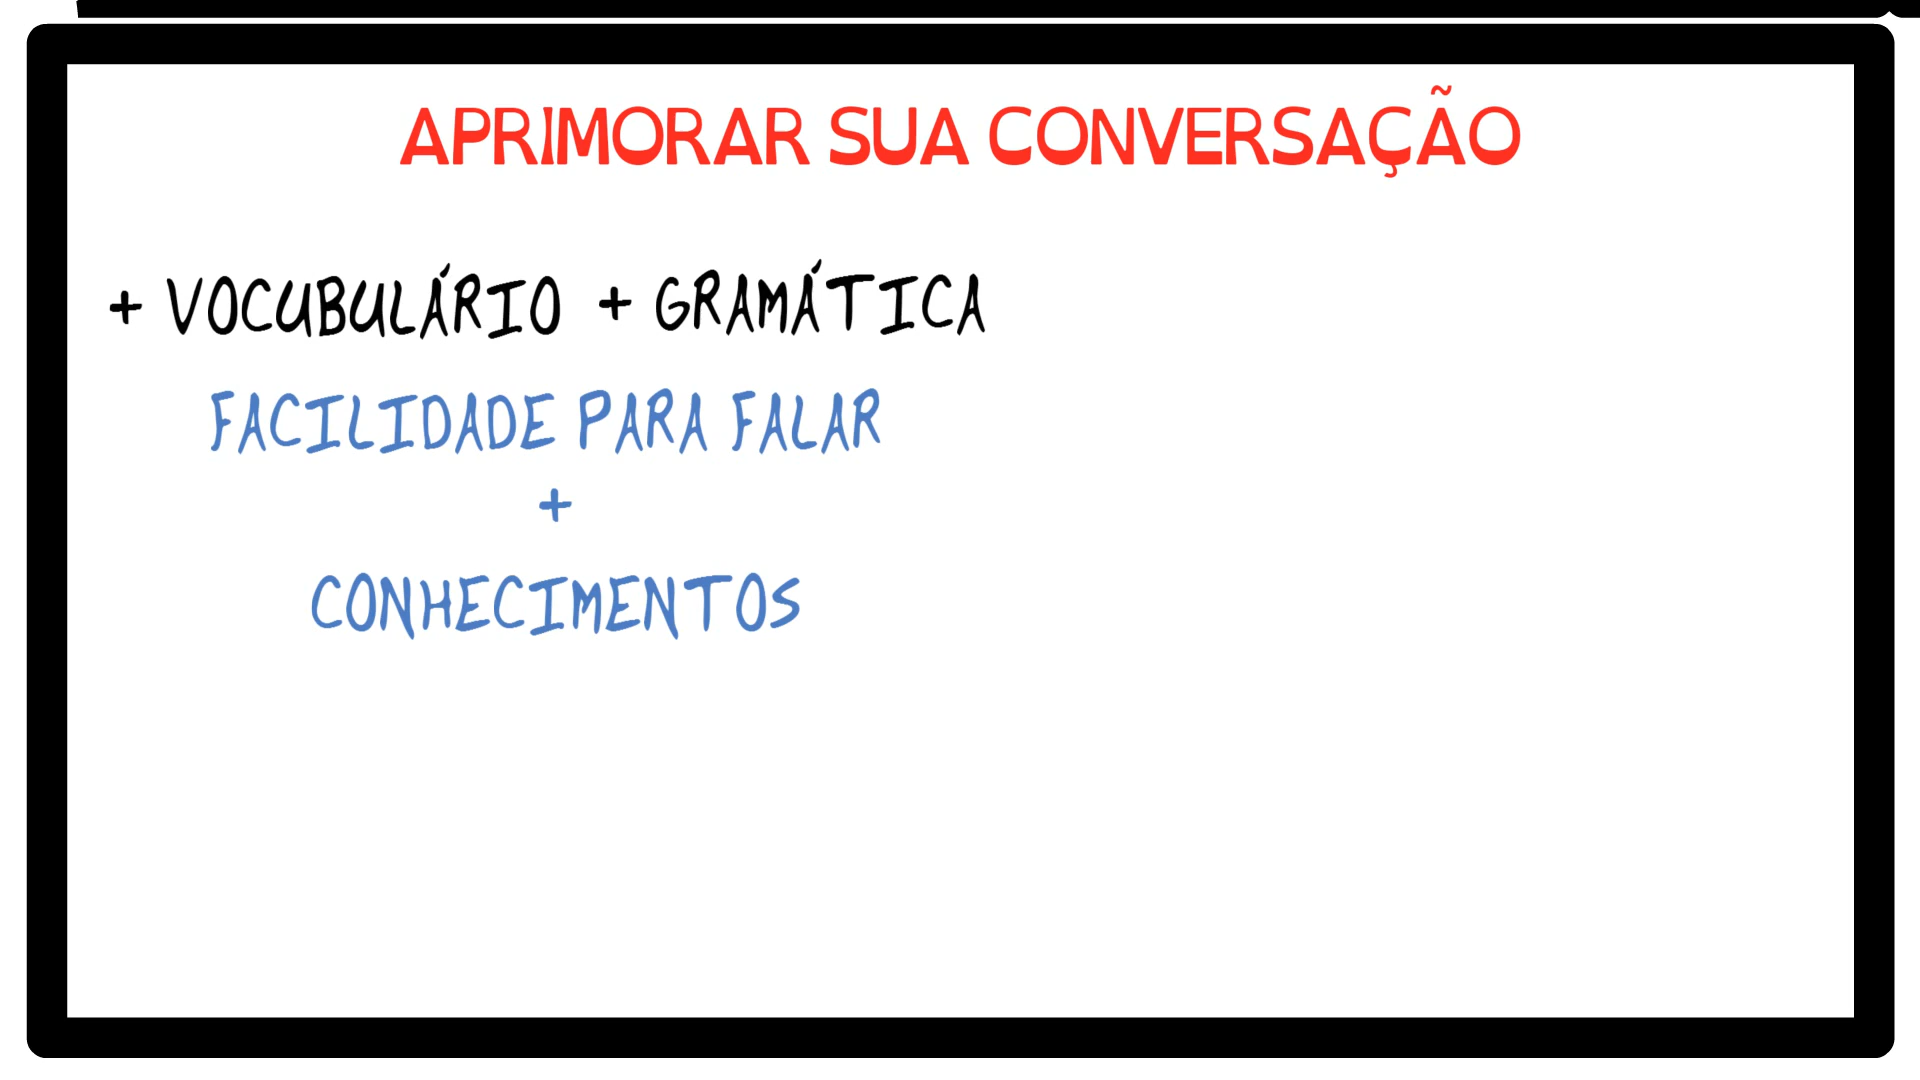 APRIMORAR SUA CONVERSAÇÃO
+ VOCUBULÁRIO + GRAMÁTICA
FACILIDADE PARA FALAR
+
CONHECIMENTOS